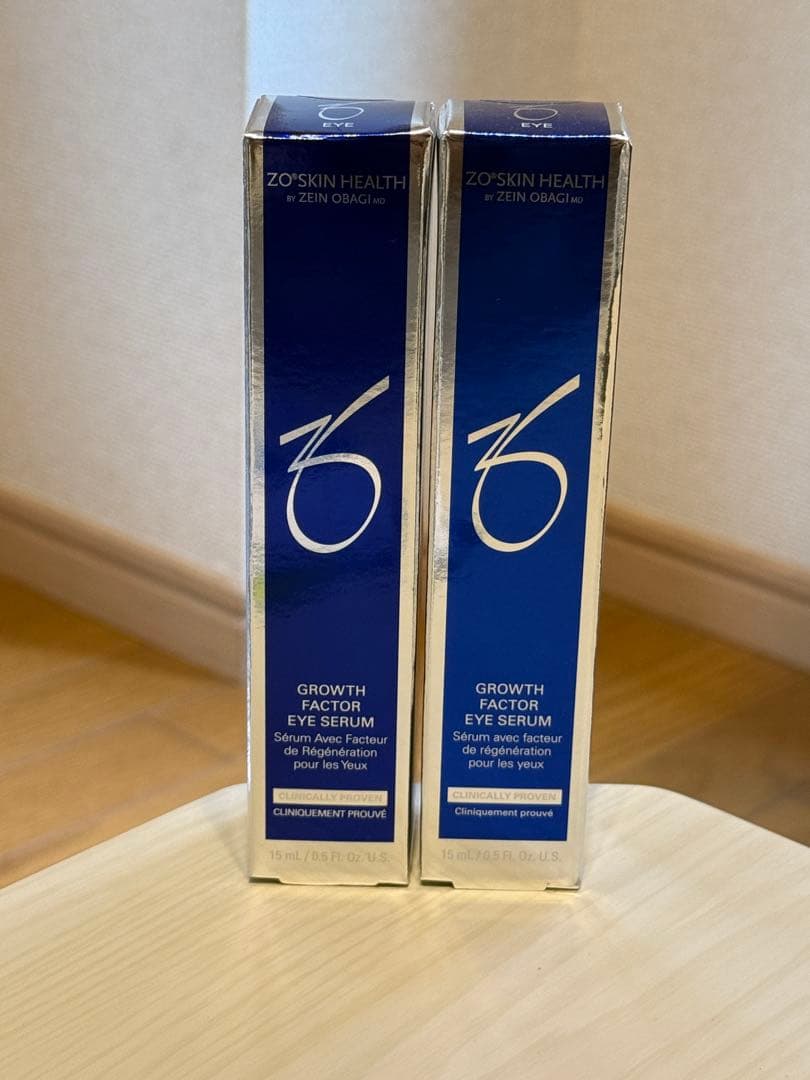 EYE
ZO® SKIN HEALTH
BY ZEIN OBAGI MD
GROWTH
FACTOR
EYE SERUM
Sérum Avec Facteur
de Régénération
pour les Yeux
CLINICALLY PROVEN
CLINIQUEMENT PROUVÉ
15 mL / 0.5 Fl. Oz. U.S.
EYE
ZO® SKIN HEALTH
BY ZEIN OBAGI MD
GROWTH
FACTOR
EYE SERUM
Sérum avec facteur
de régénération
pour les yeux
CLINICALLY PROVEN
Cliniquement prouvé
15 mL / 0.5 Fl. Oz. U.S.